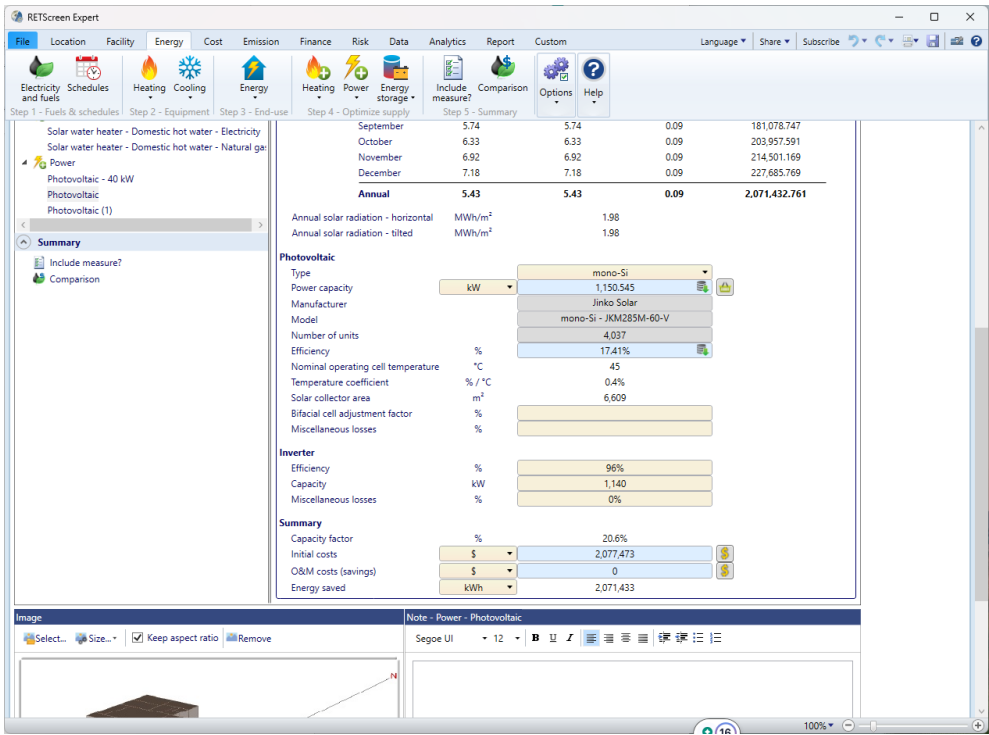 RETScreen Expert
File Location Facility Energy Cost Emission Finance Risk Data Analytics Report Custom Language Share Subscribe
Electricity and fuels Schedules Heating Cooling Energy Heating Power Energy storage Include measure? Comparison Options Help
Step 1 - Fuels & schedules Step 2 - Equipment Step 3 - End-use Step 4 - Optimize supply Step 5 - Summary
Solar water heater - Domestic hot water - Electricity
Solar water heater - Domestic hot water - Natural ga
Power
Photovoltaic - 40 kW
Photovoltaic
Photovoltaic (1)
Summary
Include measure?
Comparison
September 5.74 5.74 0.09 181,078.747
October 6.33 6.33 0.09 203,957.591
November 6.92 6.92 0.09 214,501.169
December 7.18 7.18 0.09 227,685.769
Annual 5.43 5.43 0.09 2,071,432.761
Annual solar radiation - horizontal MWh/m² 1.98
Annual solar radiation - tilted MWh/m² 1.98
Photovoltaic
Type mono-Si
Power capacity kW 1,150.545
Manufacturer Jinko Solar
Model mono-Si - JKM285M-60-V
Number of units 4,037
Efficiency % 17.41%
Nominal operating cell temperature °C 45
Temperature coefficient % / °C 0.4%
Solar collector area m² 6,609
Bifacial cell adjustment factor %
Miscellaneous losses %
Inverter
Efficiency % 96%
Capacity kW 1,140
Miscellaneous losses % 0%
Summary
Capacity factor % 20.6%
Initial costs $ 2,077,473 $
O&M costs (savings) $ 0 $
Energy saved kWh 2,071,433
Image
Select... Size... Keep aspect ratio Remove
N
Note - Power - Photovoltaic
Segoe UI 12 B U I
16
100%